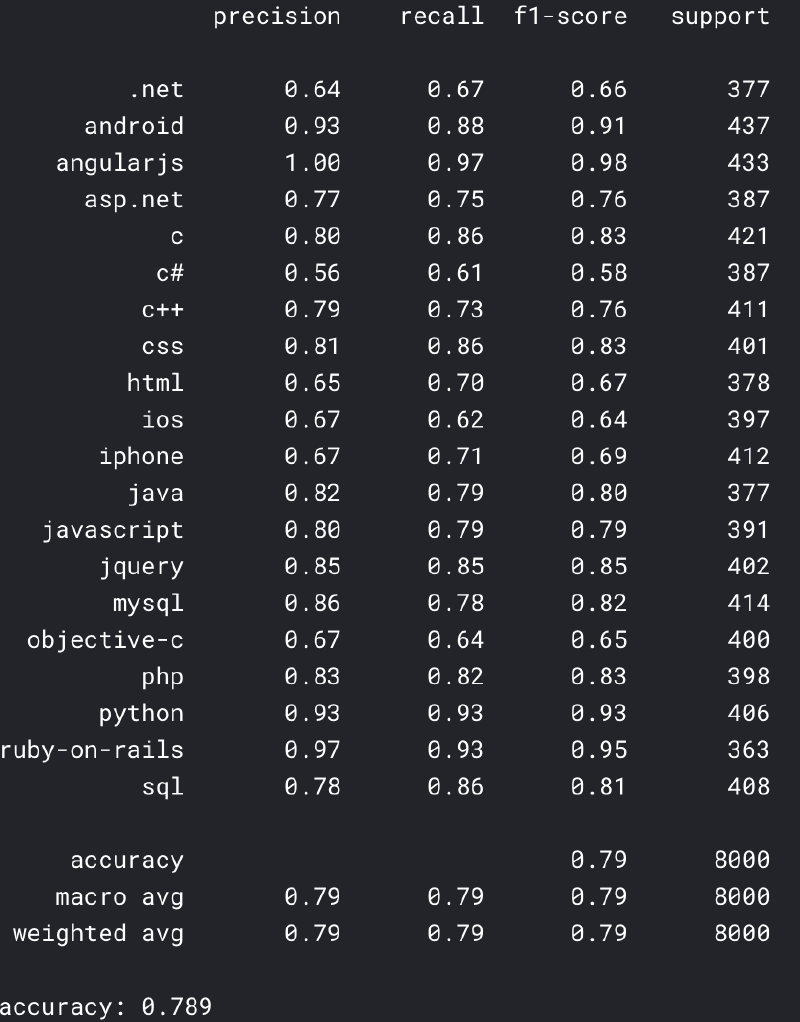 precision recall f1-score support
.net 0.64 0.67 0.66 377
android 0.93 0.88 0.91 437
angularjs 1.00 0.97 0.98 433
asp.net 0.77 0.75 0.76 387
c 0.80 0.86 0.83 421
c# 0.56 0.61 0.58 387
c++ 0.79 0.73 0.76 411
css 0.81 0.86 0.83 401
html 0.65 0.70 0.67 378
ios 0.67 0.62 0.64 397
iphone 0.67 0.71 0.69 412
java 0.82 0.79 0.80 377
javascript 0.80 0.79 0.79 391
jquery 0.85 0.85 0.85 402
mysql 0.86 0.78 0.82 414
objective-c 0.67 0.64 0.65 400
php 0.83 0.82 0.83 398
python 0.93 0.93 0.93 406
ruby-on-rails 0.97 0.93 0.95 363
sql 0.78 0.86 0.81 408
accuracy 0.79 8000
macro avg 0.79 0.79 0.79 8000
weighted avg 0.79 0.79 0.79 8000
accuracy: 0.789